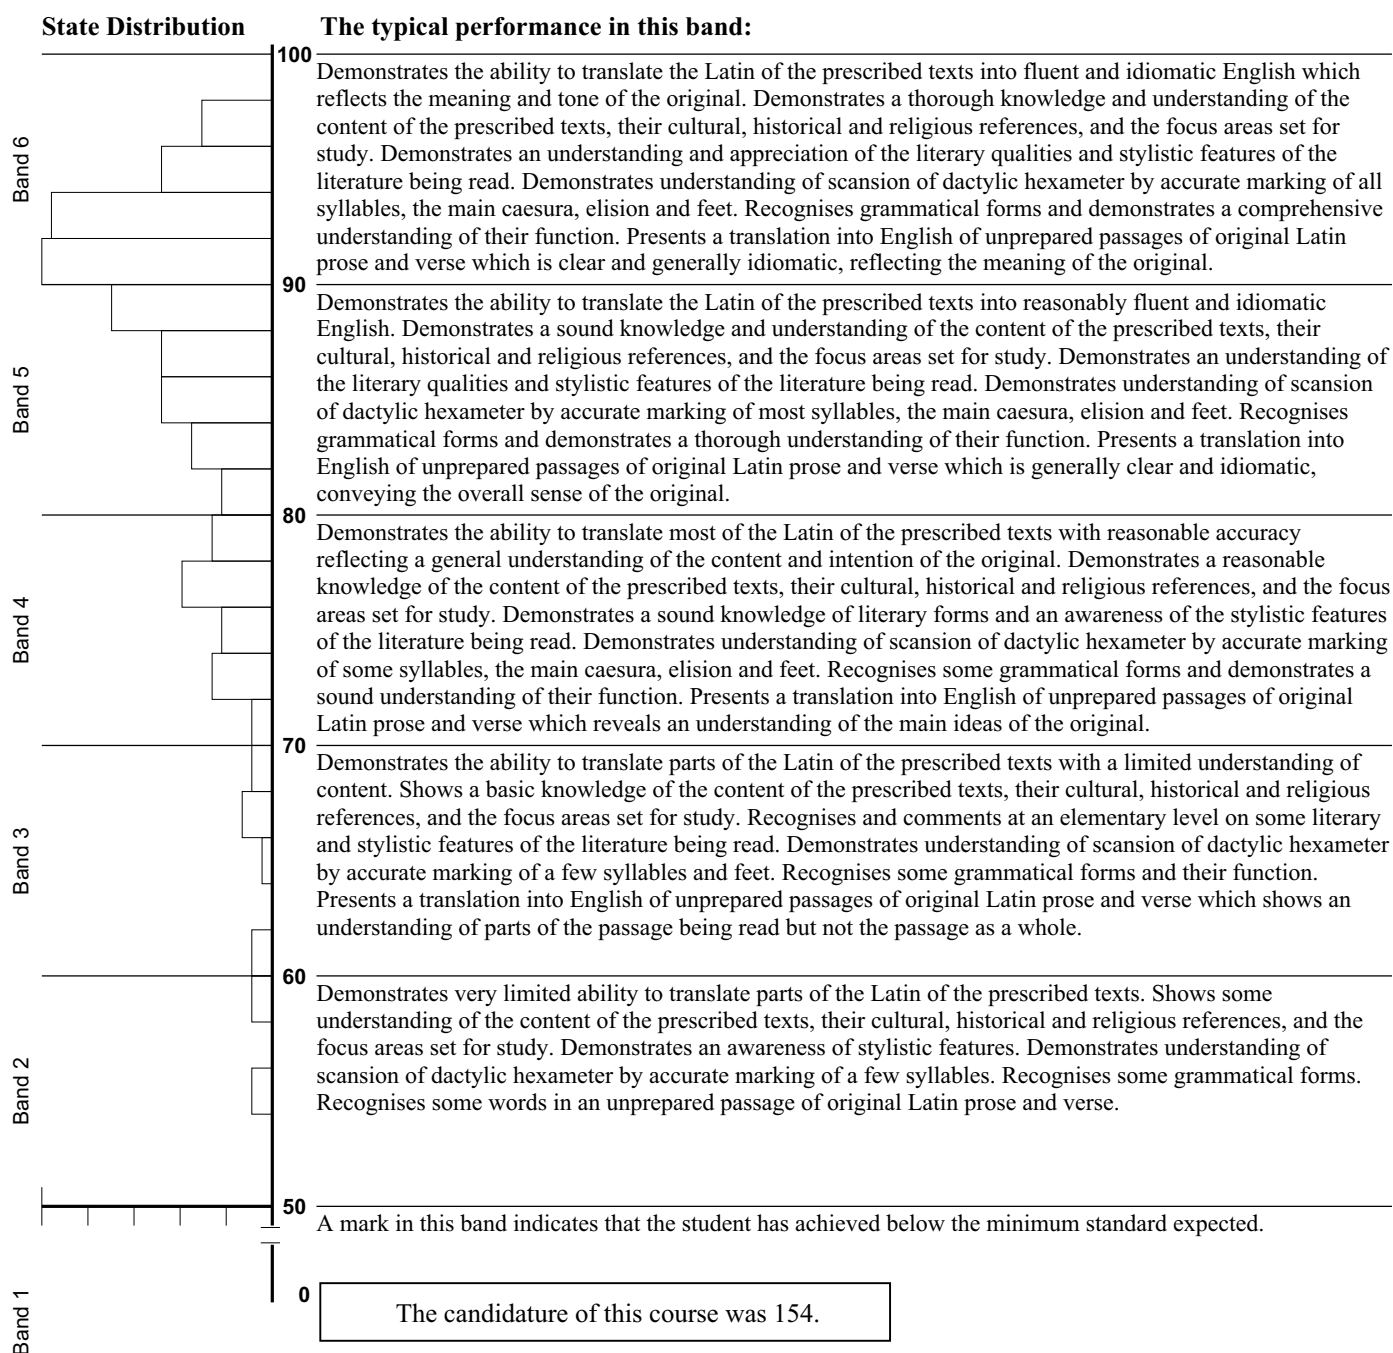 State Distribution
The typical performance in this band:
100
Band 6
Demonstrates the ability to translate the Latin of the prescribed texts into fluent and idiomatic English which
reflects the meaning and tone of the original. Demonstrates a thorough knowledge and understanding of the
content of the prescribed texts, their cultural, historical and religious references, and the focus areas set for
study. Demonstrates an understanding and appreciation of the literary qualities and stylistic features of the
literature being read. Demonstrates understanding of scansion of dactylic hexameter by accurate marking of all
syllables, the main caesura, elision and feet. Recognises grammatical forms and demonstrates a comprehensive
understanding of their function. Presents a translation into English of unprepared passages of original Latin
prose and verse which is clear and generally idiomatic, reflecting the meaning of the original.
90
Band 5
Demonstrates the ability to translate the Latin of the prescribed texts into reasonably fluent and idiomatic
English. Demonstrates a sound knowledge and understanding of the content of the prescribed texts, their
cultural, historical and religious references, and the focus areas set for study. Demonstrates an understanding of
the literary qualities and stylistic features of the literature being read. Demonstrates understanding of scansion
of dactylic hexameter by accurate marking of most syllables, the main caesura, elision and feet. Recognises
grammatical forms and demonstrates a thorough understanding of their function. Presents a translation into
English of unprepared passages of original Latin prose and verse which is generally clear and idiomatic,
conveying the overall sense of the original.
80
Band 4
Demonstrates the ability to translate most of the Latin of the prescribed texts with reasonable accuracy
reflecting a general understanding of the content and intention of the original. Demonstrates a reasonable
knowledge of the content of the prescribed texts, their cultural, historical and religious references, and the focus
areas set for study. Demonstrates a sound knowledge of literary forms and an awareness of the stylistic features
of the literature being read. Demonstrates understanding of scansion of dactylic hexameter by accurate marking
of some syllables, the main caesura, elision and feet. Recognises some grammatical forms and demonstrates a
sound understanding of their function. Presents a translation into English of unprepared passages of original
Latin prose and verse which reveals an understanding of the main ideas of the original.
70
Band 3
Demonstrates the ability to translate parts of the Latin of the prescribed texts with a limited understanding of
content. Shows a basic knowledge of the content of the prescribed texts, their cultural, historical and religious
references, and the focus areas set for study. Recognises and comments at an elementary level on some literary
and stylistic features of the literature being read. Demonstrates understanding of scansion of dactylic hexameter
by accurate marking of a few syllables and feet. Recognises some grammatical forms and their function.
Presents a translation into English of unprepared passages of original Latin prose and verse which shows an
understanding of parts of the passage being read but not the passage as a whole.
60
Band 2
Demonstrates very limited ability to translate parts of the Latin of the prescribed texts. Shows some
understanding of the content of the prescribed texts, their cultural, historical and religious references, and the
focus areas set for study. Demonstrates an awareness of stylistic features. Demonstrates understanding of
scansion of dactylic hexameter by accurate marking of a few syllables. Recognises some grammatical forms.
Recognises some words in an unprepared passage of original Latin prose and verse.
50
A mark in this band indicates that the student has achieved below the minimum standard expected.
Band 1
0
The candidature of this course was 154.